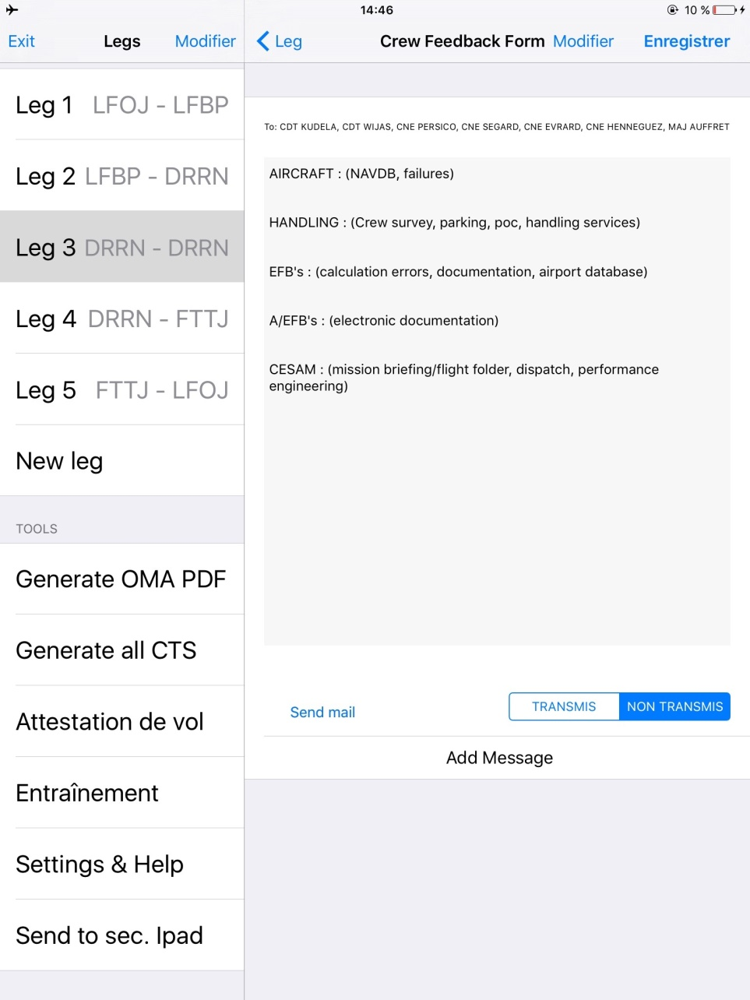 14:46
10 %
Exit
Legs
Modifier
Leg 1 LFOJ - LFBP
Leg 2 LFBP - DRRN
Leg 3 DRRN - DRRN
Leg 4 DRRN - FTTJ
Leg 5 FTTJ - LFOJ
New leg
TOOLS
Generate OMA PDF
Generate all CTS
Attestation de vol
Entraînement
Settings & Help
Send to sec. Ipad
Leg
Crew Feedback Form
Modifier
Enregistrer
To: CDT KUDELA, CDT WIJAS, CNE PERSICO, CNE SEGARD, CNE EVRARD, CNE HENNEGUEZ, MAJ AUFFRET
AIRCRAFT : (NAVDB, failures)
HANDLING : (Crew survey, parking, poc, handling services)
EFB's : (calculation errors, documentation, airport database)
A/EFB's : (electronic documentation)
CESAM : (mission briefing/flight folder, dispatch, performance
engineering)
Send mail
TRANSMIS
NON TRANSMIS
Add Message